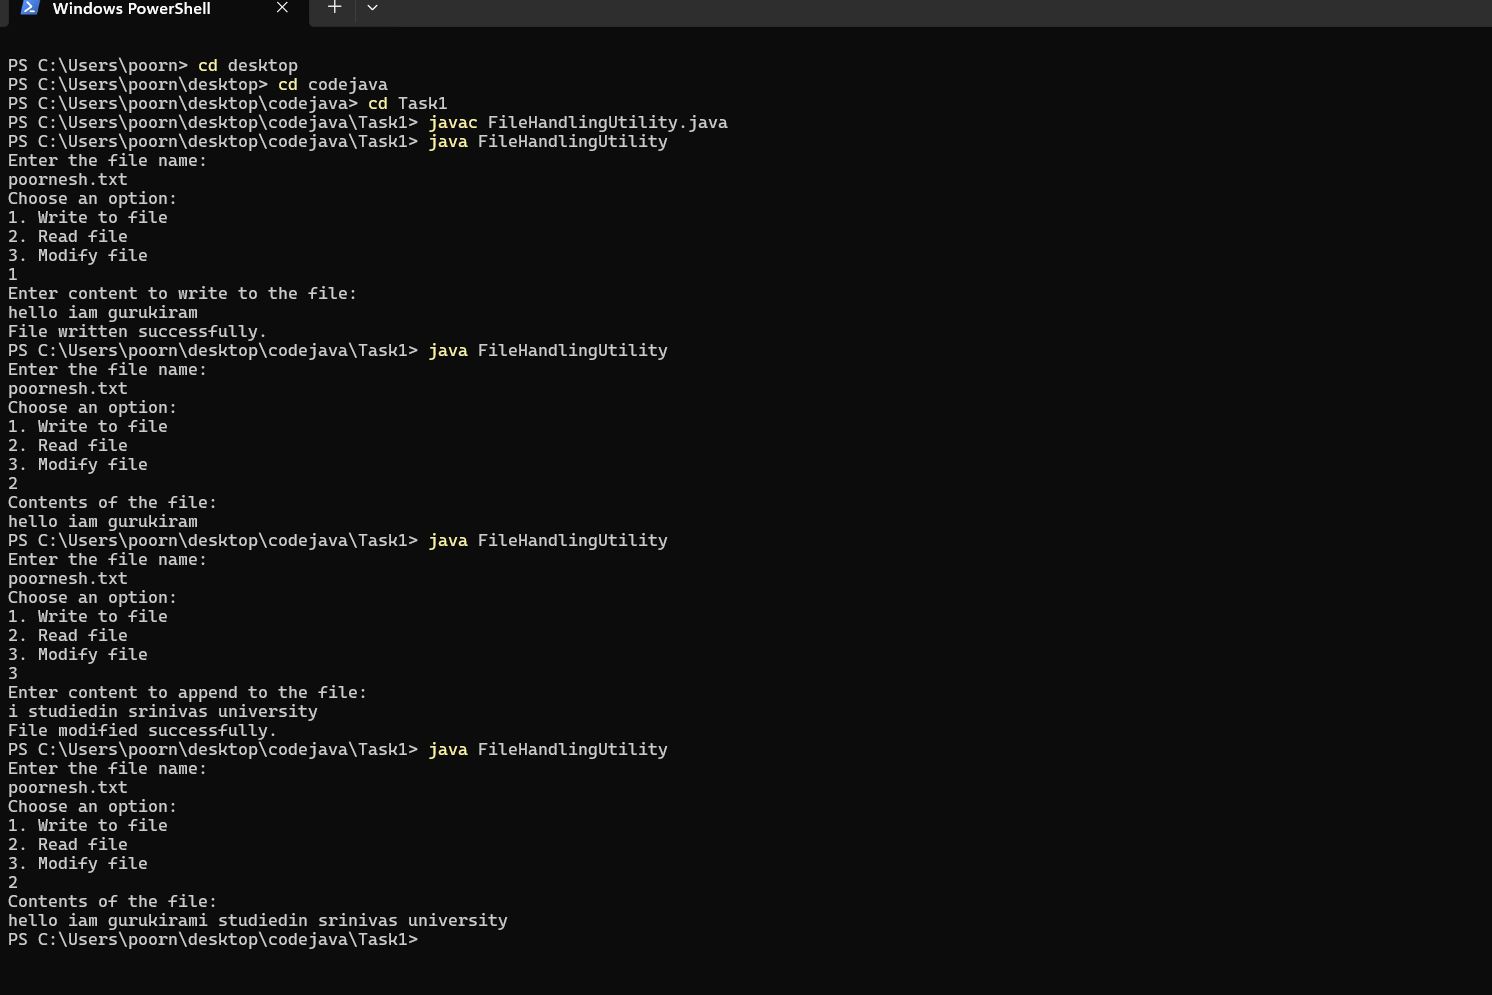 Windows PowerShell
PS C:\Users\poorn> cd desktop
PS C:\Users\poorn\desktop> cd codejava
PS C:\Users\poorn\desktop\codejava> cd Task1
PS C:\Users\poorn\desktop\codejava\Task1> javac FileHandlingUtility.java
PS C:\Users\poorn\desktop\codejava\Task1> java FileHandlingUtility
Enter the file name:
poornesh.txt
Choose an option:
1. Write to file
2. Read file
3. Modify file
1
Enter content to write to the file:
hello iam gurukiram
File written successfully.
PS C:\Users\poorn\desktop\codejava\Task1> java FileHandlingUtility
Enter the file name:
poornesh.txt
Choose an option:
1. Write to file
2. Read file
3. Modify file
2
Contents of the file:
hello iam gurukiram
PS C:\Users\poorn\desktop\codejava\Task1> java FileHandlingUtility
Enter the file name:
poornesh.txt
Choose an option:
1. Write to file
2. Read file
3. Modify file
3
Enter content to append to the file:
i studiedin srinivas university
File modified successfully.
PS C:\Users\poorn\desktop\codejava\Task1> java FileHandlingUtility
Enter the file name:
poornesh.txt
Choose an option:
1. Write to file
2. Read file
3. Modify file
2
Contents of the file:
hello iam gurukirami studiedin srinivas university
PS C:\Users\poorn\desktop\codejava\Task1>